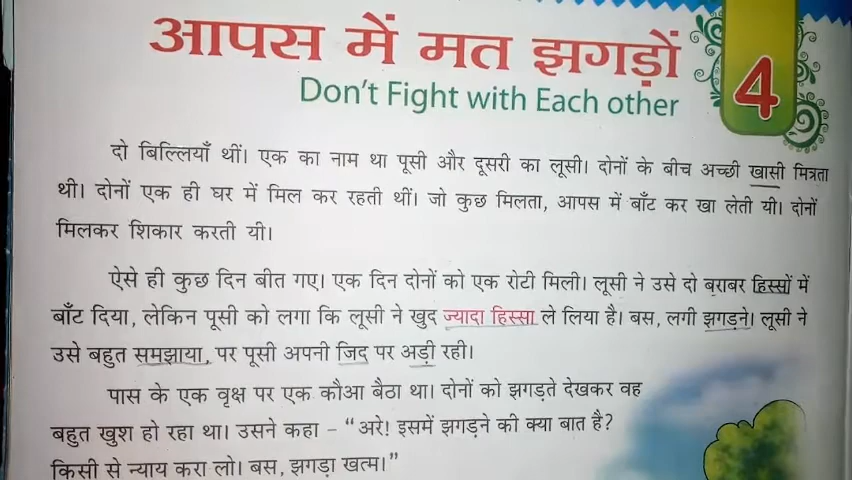 आपस में मत झगड़ों
Don't Fight with Each other
4
दो बिल्लियाँ थीं। एक का नाम था पूसी और दूसरी का लूसी। दोनों के बीच अच्छी खासी मित्रता
थी। दोनों एक ही घर में मिल कर रहती थीं। जो कुछ मिलता, आपस में बाँट कर खा लेती यी। दोनों
मिलकर शिकार करती यी।
ऐसे ही कुछ दिन बीत गए। एक दिन दोनों को एक रोटी मिली। लूसी ने उसे दो बराबर हिस्सों में
बाँट दिया, लेकिन पूसी को लगा कि लूसी ने खुद ज्यादा हिस्सा ले लिया है। बस, लगी झगड़ने। लूसी ने
उसे बहुत समझाया, पर पूसी अपनी जिद पर अड़ी रही।
पास के एक वृक्ष पर एक कौआ बैठा था। दोनों को झगड़ते देखकर वह
बहुत खुश हो रहा था। उसने कहा – “अरे! इसमें झगड़ने की क्या बात है?
किसी से न्याय करा लो। बस, झगड़ा खत्म।”